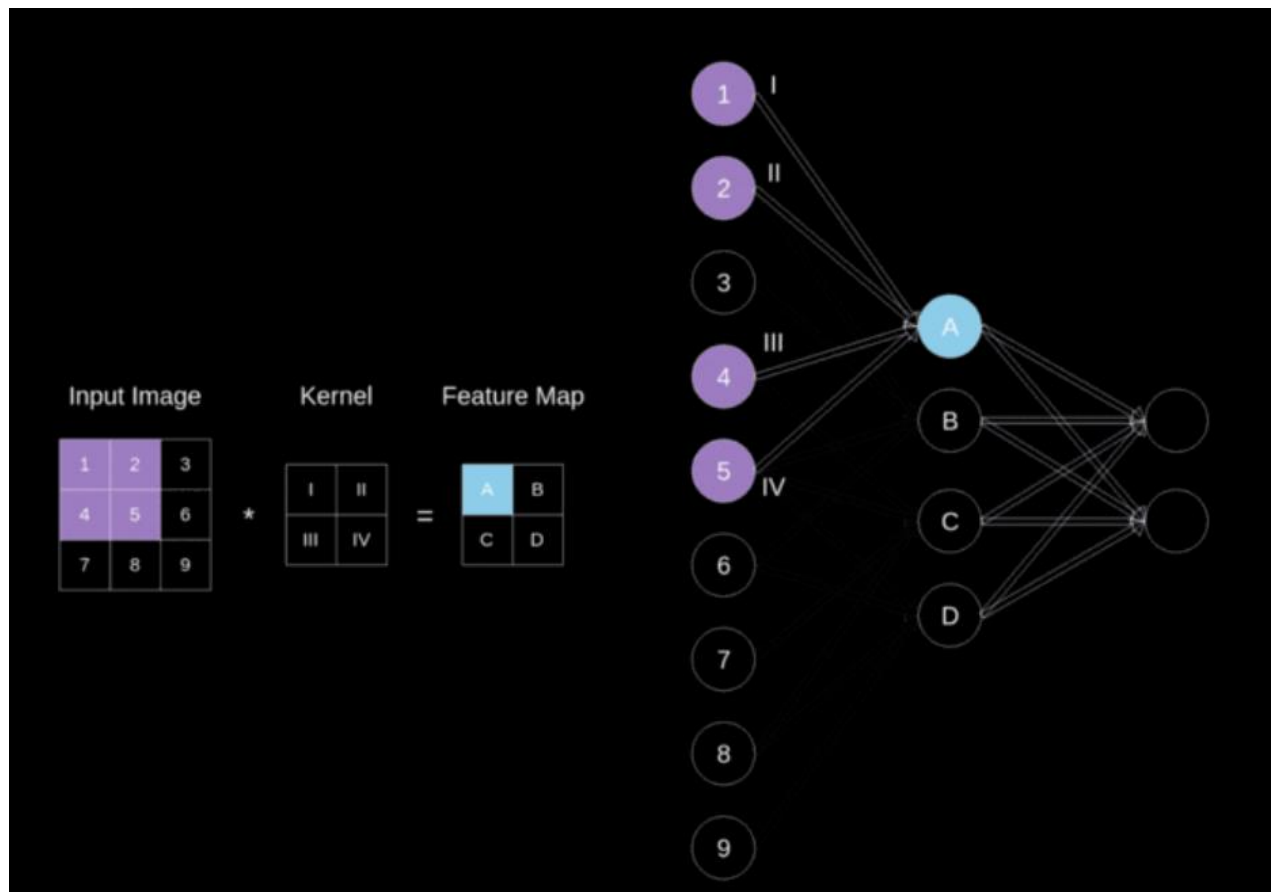 Input Image
Kernel
Feature Map
1 2 3
4 5 6
7 8 9
*
I II
III IV
=
A B
C D
1
I
2
II
3
III
4
5
IV
6
7
8
9
A
B
C
D